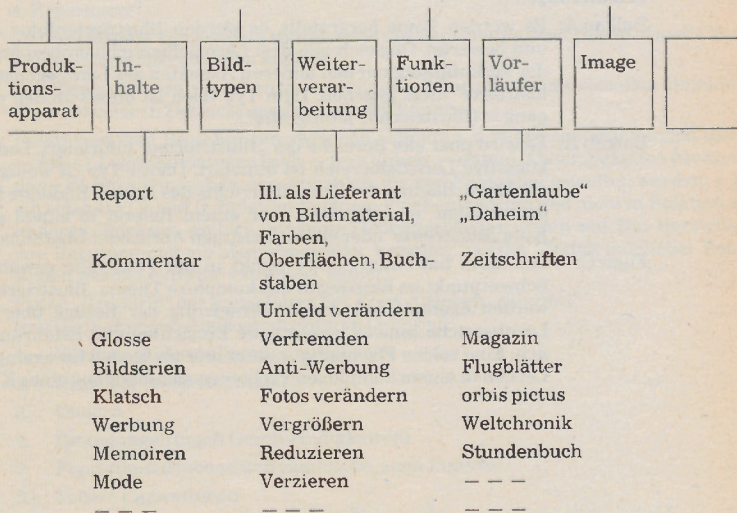 Produk-
tions-
apparat
In-
halte
Bild-
typen
Weiter-
verar-
beitung
Funk-
tionen
Vor-
läufer
Image
Report
Kommentar
Glosse
Bildserien
Klatsch
Werbung
Memoiren
Mode
– – –
Ill. als Lieferant
von Bildmaterial,
Farben,
Oberflächen, Buch-
staben
Umfeld verändern
Verfremden
Anti-Werbung
Fotos verändern
Vergrößern
Reduzieren
Verzieren
– – –
„Gartenlaube“
„Daheim“
Zeitschriften
Magazin
Flugblätter
orbis pictus
Weltchronik
Stundenbuch
– – –